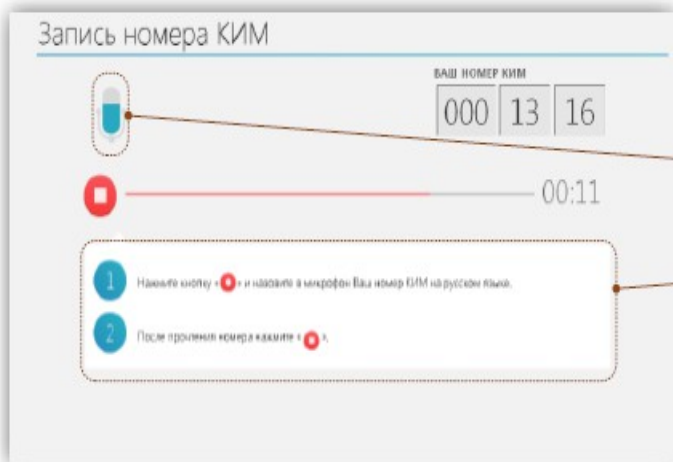 Запись номера КИМ
ВАШ НОМЕР КИМ
000 13 16
00:11
1 Нажмите кнопку « » и назовите в микрофон Ваш номер КИМ на русском языке.
2 После прочтения номера нажмите « ».